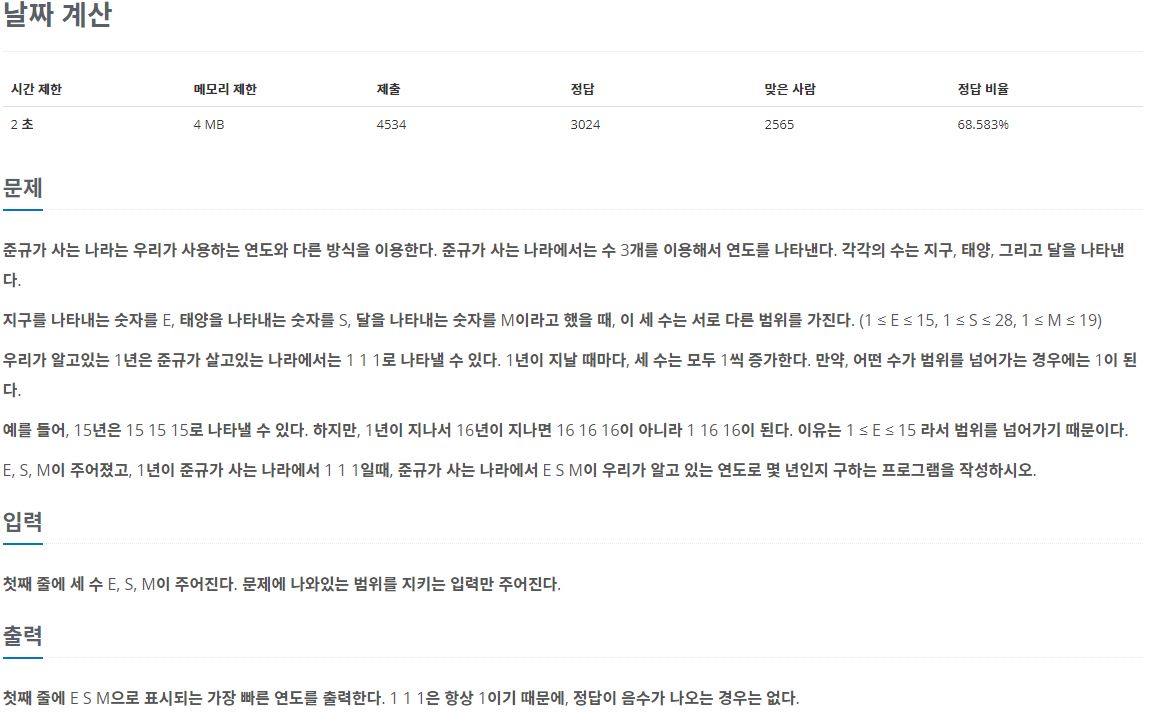 날짜 계산
시간 제한 메모리 제한 제출 정답 맞은 사람 정답 비율
2 초 4 MB 4534 3024 2565 68.583%
문제
준규가 사는 나라는 우리가 사용하는 연도와 다른 방식을 이용한다. 준규가 사는 나라에서는 수 3개를 이용해서 연도를 나타낸다. 각각의 수는 지구, 태양, 그리고 달을 나타낸
다.
지구를 나타내는 숫자를 E, 태양을 나타내는 숫자를 S, 달을 나타내는 숫자를 M이라고 했을 때, 이 세 수는 서로 다른 범위를 가진다. (1 ≤ E ≤ 15, 1 ≤ S ≤ 28, 1 ≤ M ≤ 19)
우리가 알고있는 1년은 준규가 살고있는 나라에서는 1 1 1로 나타낼 수 있다. 1년이 지날 때마다, 세 수는 모두 1씩 증가한다. 만약, 어떤 수가 범위를 넘어가는 경우에는 1이 된
다.
예를 들어, 15년은 15 15 15로 나타낼 수 있다. 하지만, 1년이 지나서 16년이 지나면 16 16 16이 아니라 1 16 16이 된다. 이유는 1 ≤ E ≤ 15 라서 범위를 넘어가기 때문이다.
E, S, M이 주어졌고, 1년이 준규가 사는 나라에서 1 1 1일때, 준규가 사는 나라에서 E S M이 우리가 알고 있는 연도로 몇 년인지 구하는 프로그램을 작성하시오.
입력
첫째 줄에 세 수 E, S, M이 주어진다. 문제에 나와있는 범위를 지키는 입력만 주어진다.
출력
첫째 줄에 E S M으로 표시되는 가장 빠른 연도를 출력한다. 1 1 1은 항상 1이기 때문에, 정답이 음수가 나오는 경우는 없다.